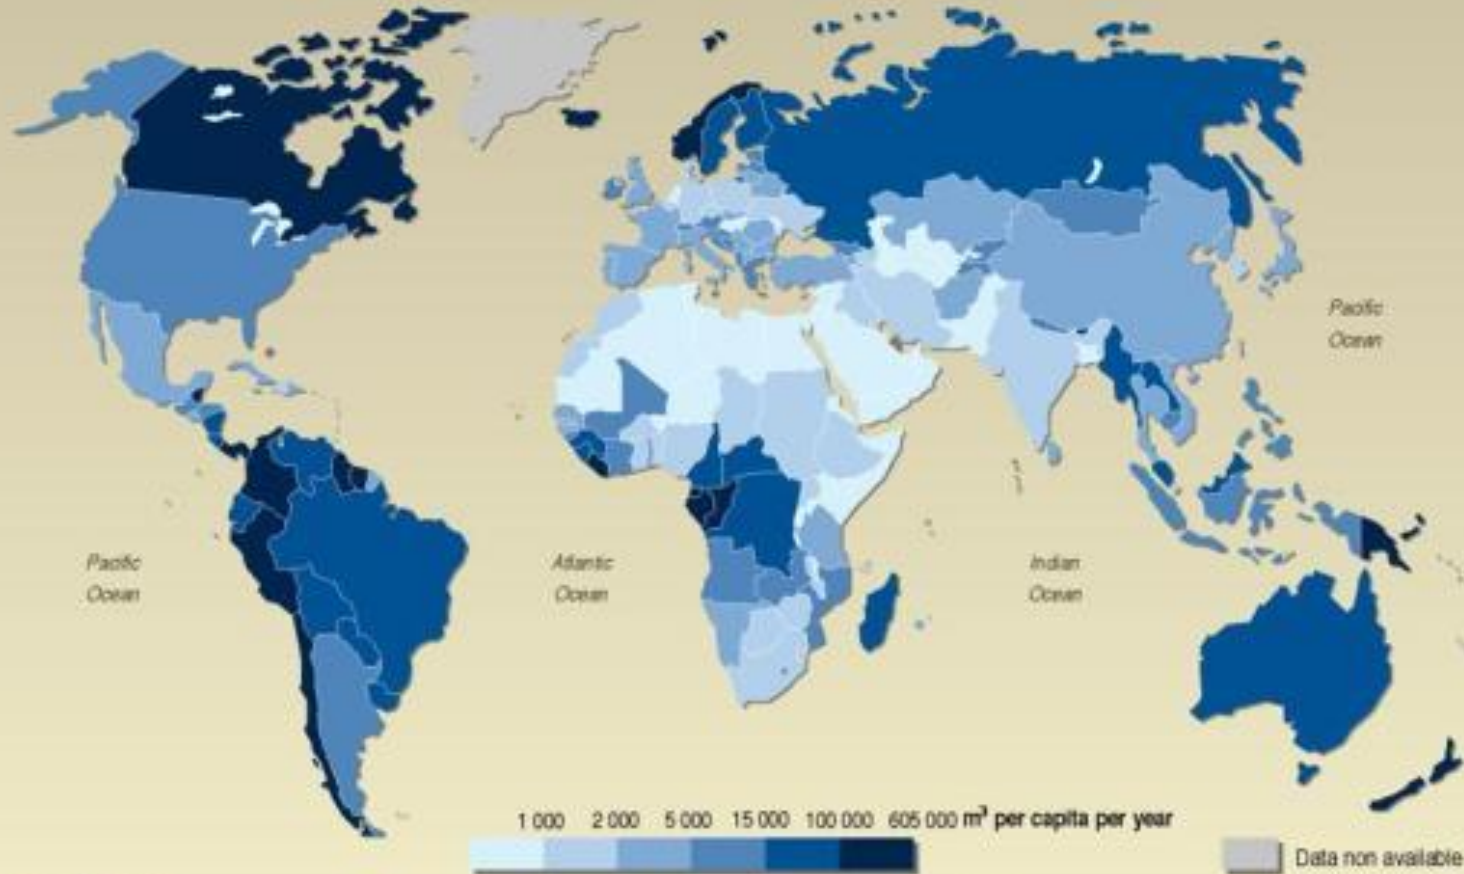 Pacific
Ocean
Pacific
Ocean
Atlantic
Ocean
Indian
Ocean
1 000 2 000 5 000 15 000 100 000 605 000 m³ per capita per year
Data non available